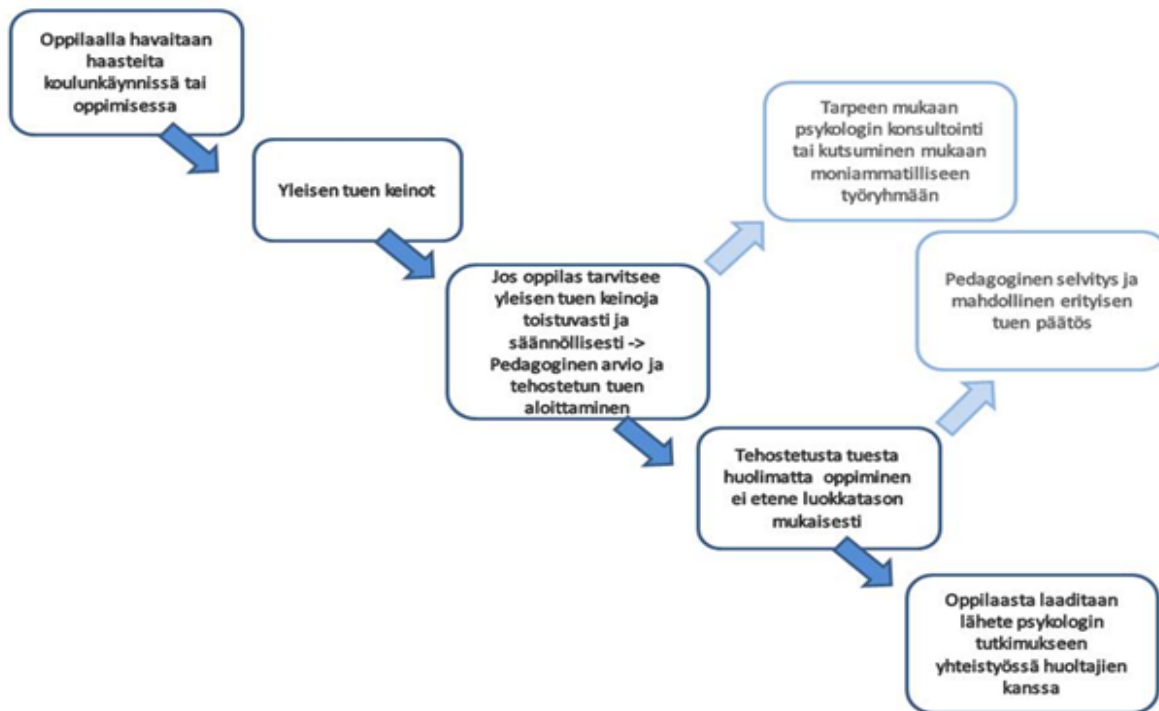 Oppilaalla havaitaan
haasteita
koulunkäynnissä tai
oppimisessa
Yleisen tuen keinot
Jos oppilas tarvitsee
yleisen tuen keinoja
toistuvasti ja
säännöllisesti ->
Pedagoginen arvio ja
tehostetun tuen
aloittaminen
Tarpeen mukaan
psykologin konsultointi
tai kutsuminen mukaan
moniammatilliseen
työryhmään
Tehostetusta tuesta
huolimatta oppiminen
ei etene luokkatason
mukaisesti
Pedagoginen selvitys ja
mahdollinen erityisen
tuen päätös
Oppilaasta laaditaan
lähete psykologin
tutkimukseen
yhteistyössä huoltajien
kanssa